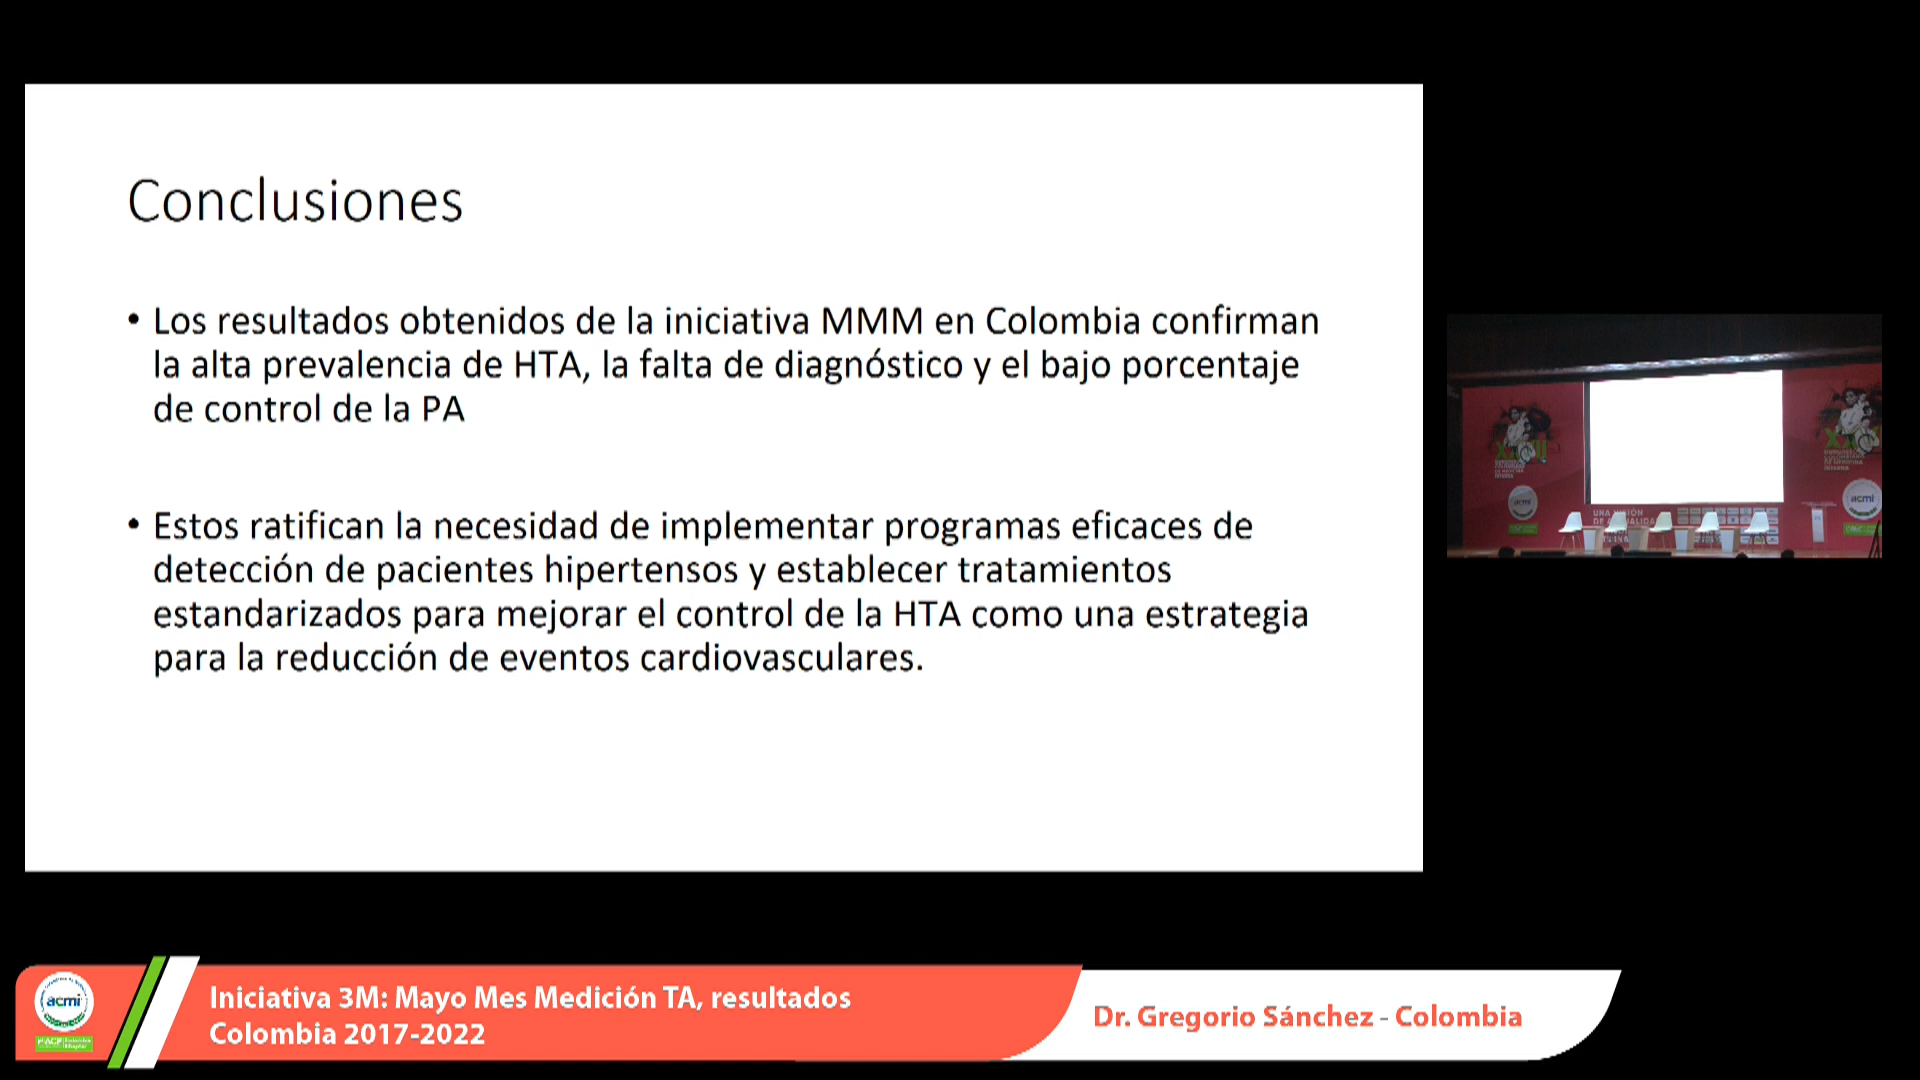 Conclusiones
• Los resultados obtenidos de la iniciativa MMM en Colombia confirman
la alta prevalencia de HTA, la falta de diagnóstico y el bajo porcentaje
de control de la PA
• Estos ratifican la necesidad de implementar programas eficaces de
detección de pacientes hipertensos y establecer tratamientos
estandarizados para mejorar el control de la HTA como una estrategia
para la reducción de eventos cardiovasculares.
acmi
acmi
UNA VISIÓN
acmi
Iniciativa 3M: Mayo Mes Medición TA, resultados
Colombia 2017-2022
Dr. Gregorio Sánchez - Colombia